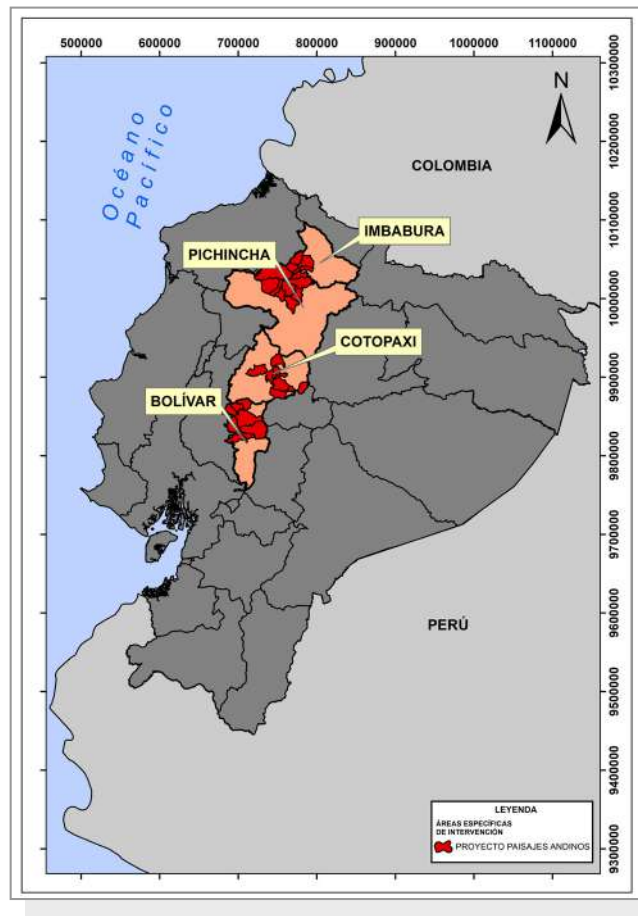 500000 600000 700000 800000 900000 1000000 1100000
10300000
10200000
10100000
10000000
9900000
9800000
9700000
9600000
9500000
9400000
9300000
N
Océano
Pacífico
COLOMBIA
IMBABURA
PICHINCHA
COTOPAXI
BOLÍVAR
PERÚ
LEYENDA
ÁREAS ESPECÍFICAS
DE INTERVENCIÓN
PROYECTO PAISAJES ANDINOS